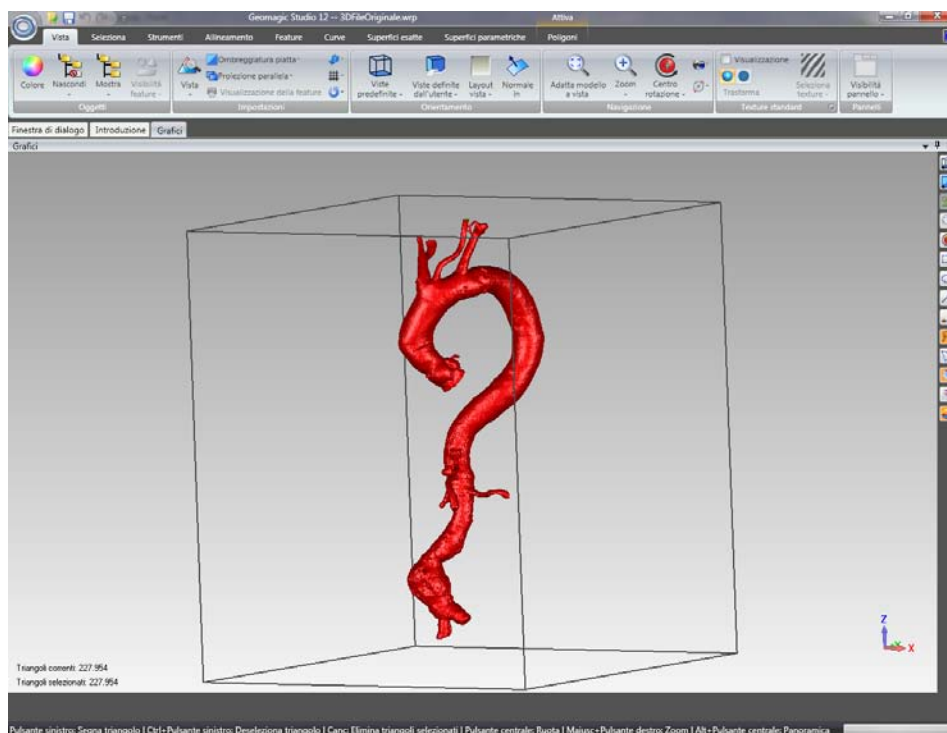 Geomagic Studio 12 -- 3DFileOriginale.wrp
Attiva
Vista Seleziona Strumenti Allineamento Feature Curve Superfici esatte Superfici parametriche Poligoni
Ombreggiatura piatta
Proiezione parallela
Visualizzazione della feature
Colore Nascondi Mostra Visibilità feature Vista
Viste predefinite Viste definite dall'utente Layout vista Normale in
Adatta modello a vista Zoom Centro rotazione
Visualizzazione
Trasforma
Seleziona texture
Visibilità pannello
Oggetti Impostazioni Orientamento Navigazione Texture standard Pannelli
Finestra di dialogo Introduzione Grafici
Grafici
Z
X
Triangoli correnti: 227.954
Triangoli selezionati: 227.954
Pulsante sinistro: Segna triangolo | Ctrl+Pulsante sinistro: Deseleziona triangolo | Canc: Elimina triangoli selezionati | Pulsante centrale: Ruota | Maiusc+Pulsante destro: Zoom | Alt+Pulsante centrale: Panoramica